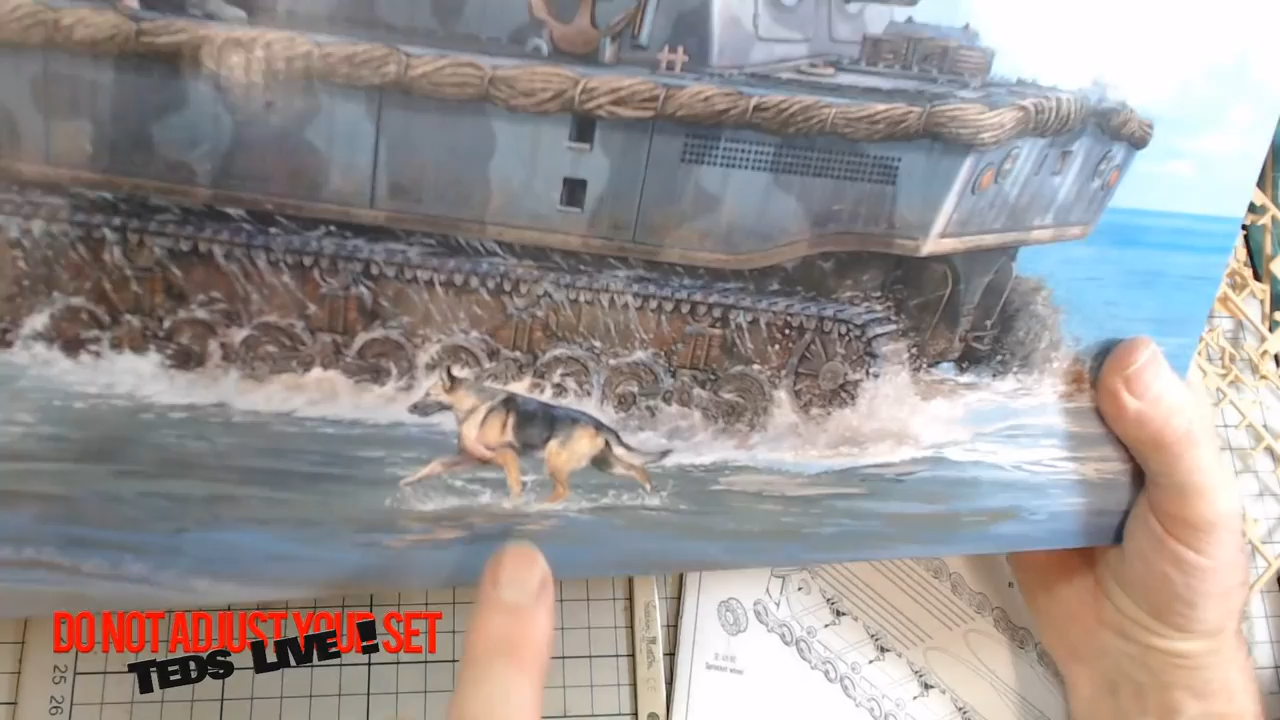 DO NOT ADJUST YOUR SET
TEDS LIVE!
25
26
Sprocket wheel